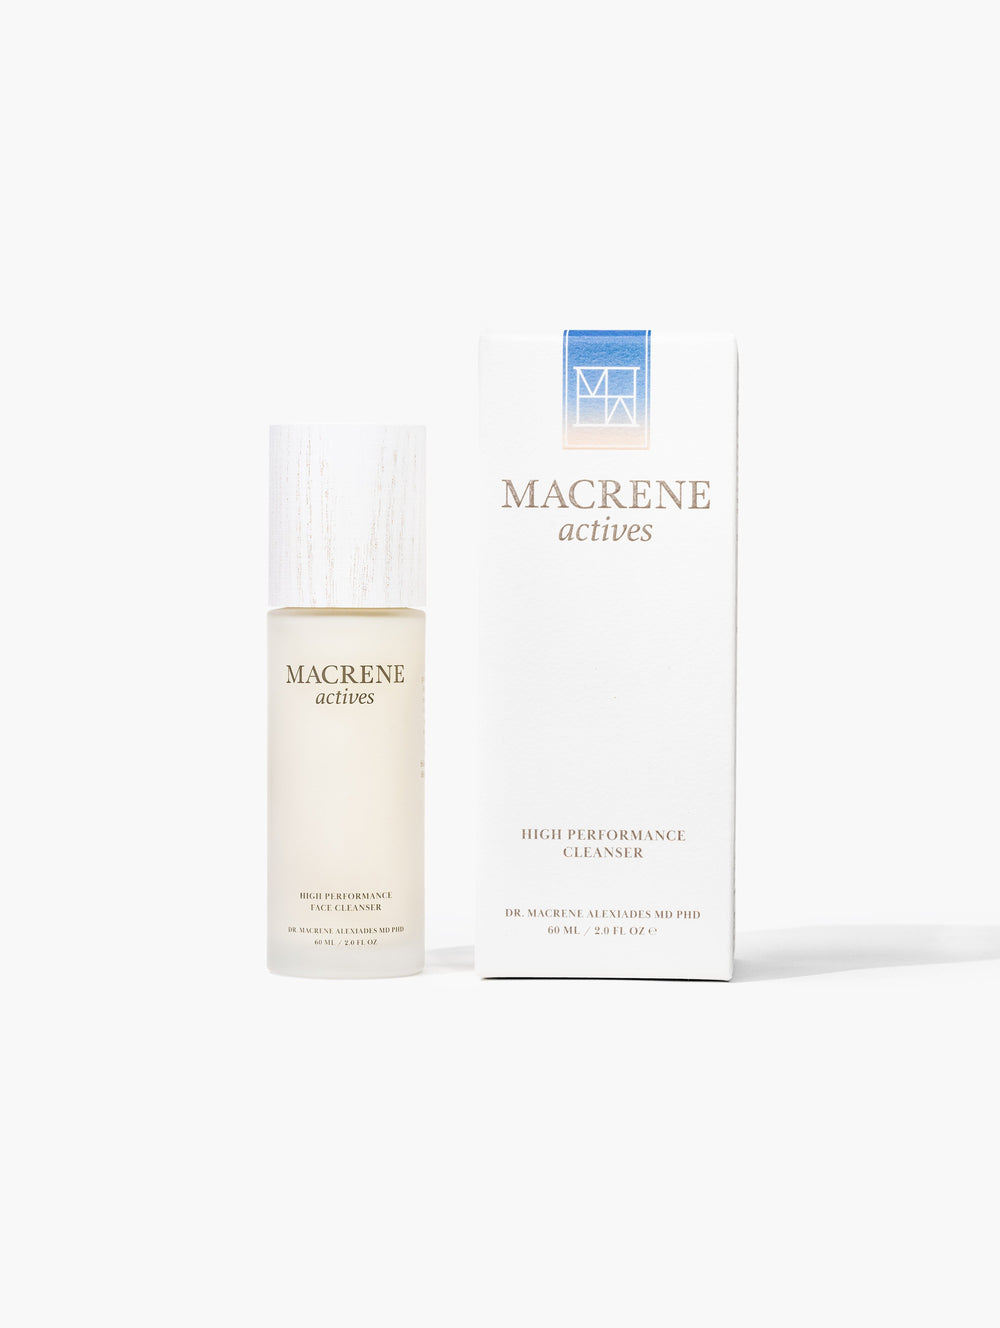 MACRENE
actives
HIGH PERFORMANCE
FACE CLEANSER
DR. MACRENE ALEXIADES MD PHD
60 ML / 2.0 FL OZ
MACRENE
actives
HIGH PERFORMANCE
CLEANSER
DR. MACRENE ALEXIADES MD PHD
60 ML / 2.0 FL OZ ℮